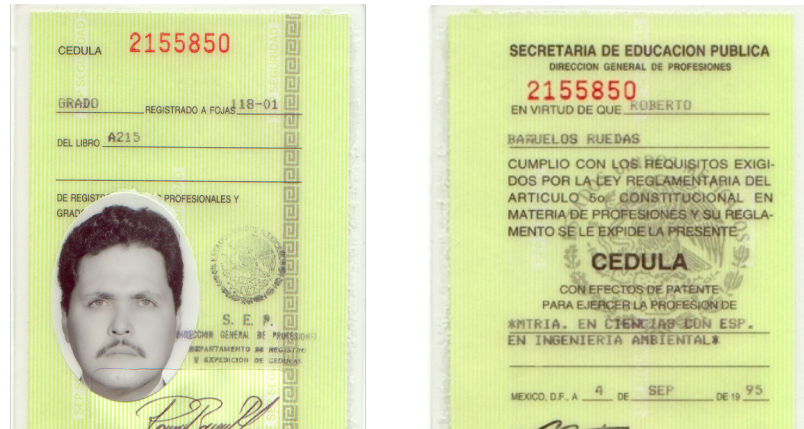 CEDULA 2155850
GRADO REGISTRADO A FOJAS 118-01
DEL LIBRO A215
DE REGISTR PROFESIONALES Y
GRAD
S. E. P.
DIRECCION GENERAL DE PROFESIONES
DEPARTAMENTO DE REGISTRO
Y EXPEDICION DE CEDULAS
SECRETARIA DE EDUCACION PUBLICA
DIRECCION GENERAL DE PROFESIONES
2155850
EN VIRTUD DE QUE ROBERTO
BAÑUELOS RUEDAS
CUMPLIO CON LOS REQUISITOS EXIGI-
DOS POR LA LEY REGLAMENTARIA DEL
ARTICULO 5o. CONSTITUCIONAL EN
MATERIA DE PROFESIONES Y SU REGLA-
MENTO SE LE EXPIDE LA PRESENTE
CEDULA
CON EFECTOS DE PATENTE
PARA EJERCER LA PROFESION DE
*MTRIA. EN CIENCIAS CON ESP.
EN INGENIERIA AMBIENTAL*
MEXICO, D.F., A 4 DE SEP DE 19 95